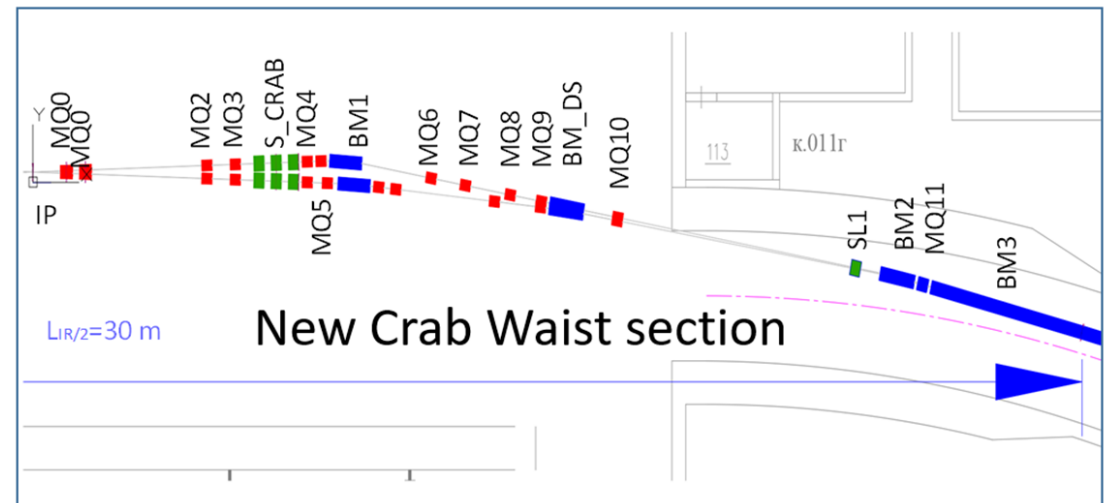 Y
MQ0
MQ0
MQ2
MQ3
S_CRAB
MQ4
BM1
MQ6
MQ7
MQ8
MQ9
BM_DS
MQ10
113
к.011г
IP
MQ5
SL1
BM2
MQ11
BM3
LIR/2=30 m
New Crab Waist section